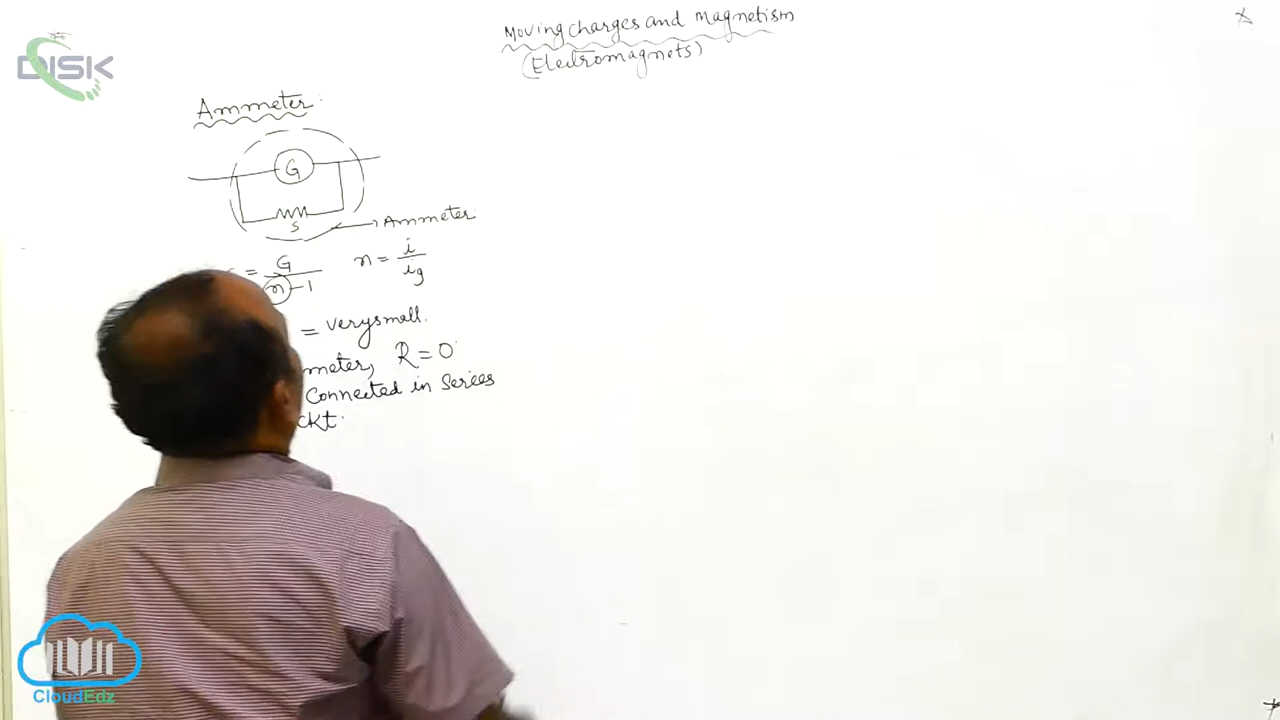 Moving charges and Magnetism
(Electromagnets)
DISK
Ammeter
G
S
Ammeter
= G / n - 1
n = i / ig
= very small.
meter, R = 0
Connected in Series
ckt.
CloudEdz